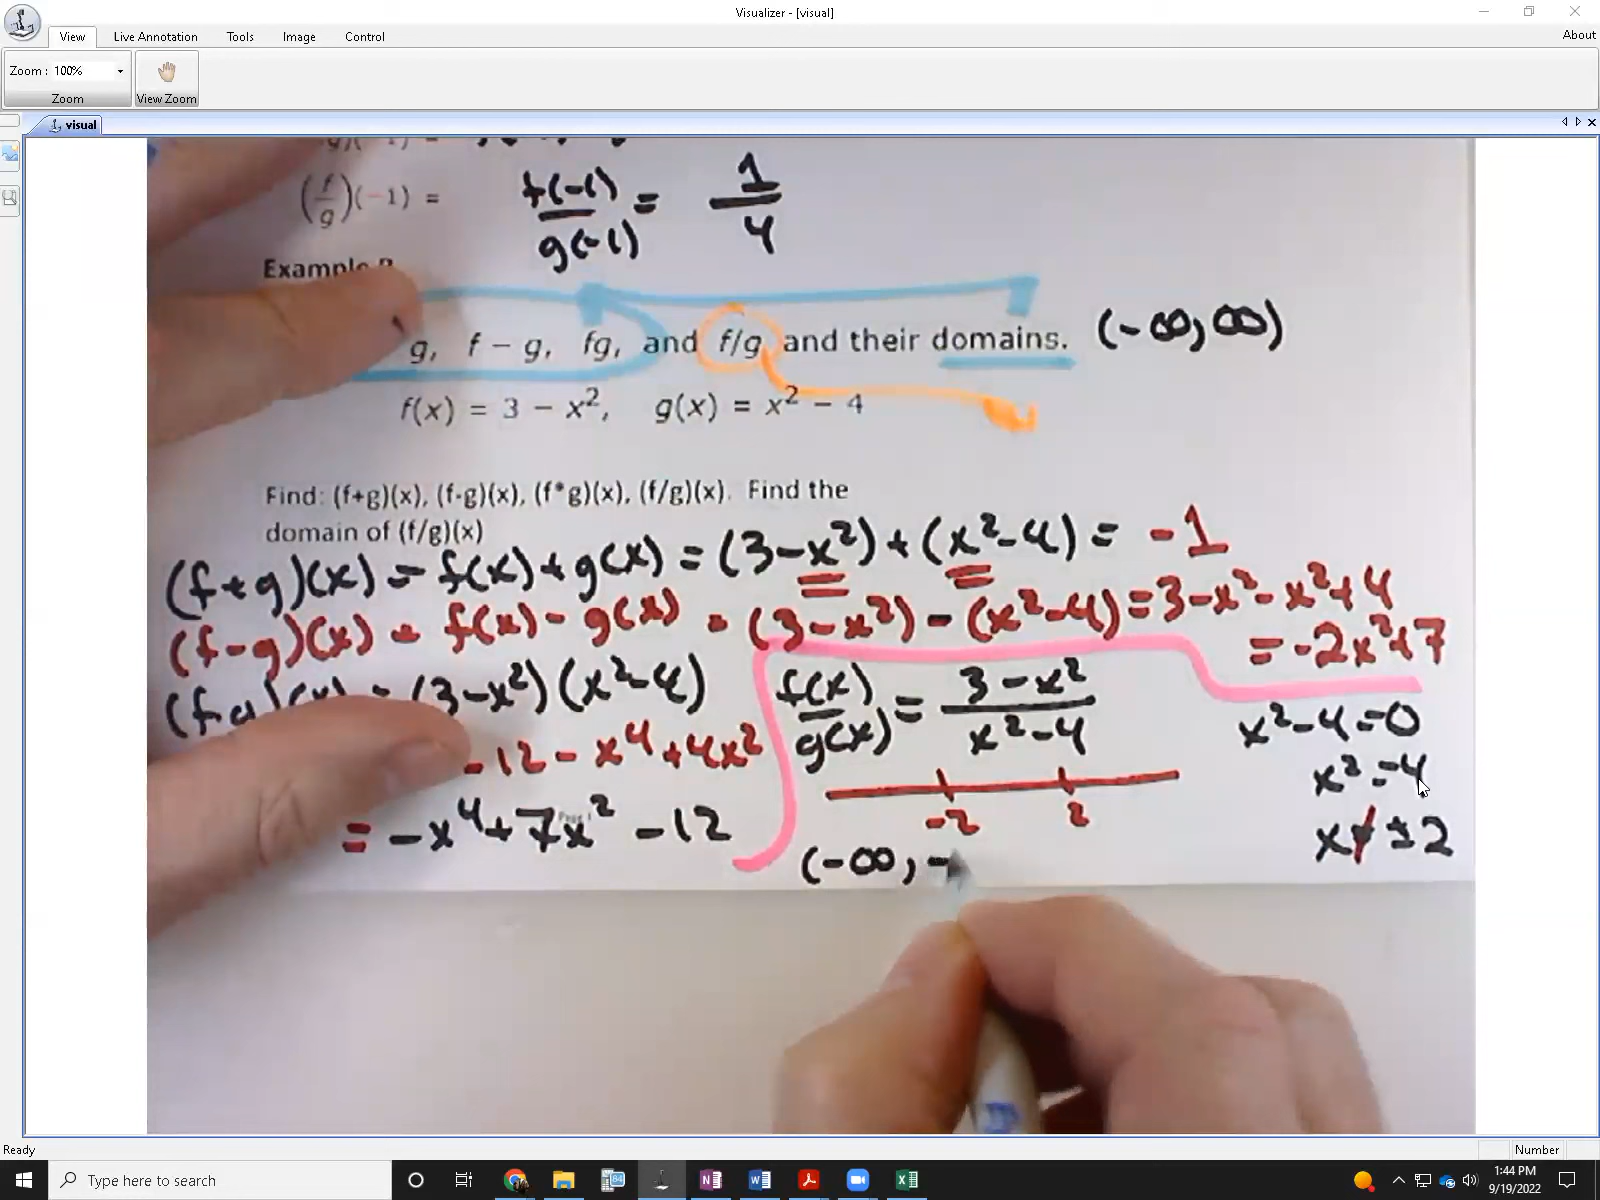 Visualizer - [visual]
View Live Annotation Tools Image Control About
Zoom : 100%
Zoom View Zoom
visual
(f/g)(-1) = f(-1)/g(-1) = 1/4
Example
g, f - g, fg, and f/g and their domains. (-∞,∞)
f(x) = 3 - x², g(x) = x² - 4
Find: (f+g)(x), (f-g)(x), (f*g)(x), (f/g)(x). Find the
domain of (f/g)(x)
(f+g)(x) = f(x)+g(x) = (3-x²)+(x²-4) = -1
(f-g)(x) = f(x)-g(x) = (3-x²)-(x²-4)=3-x²-x²+4
= -2x²+7
= (3-x²)(x²-4)
-12-x⁴+4x²
= -x⁴+7x²-12
f(x)/g(x) = 3-x²/x²-4
-2 2
(-∞, -
x²-4=0
x²=4
x≠±2
Ready Number
Type here to search
1:44 PM
9/19/2022